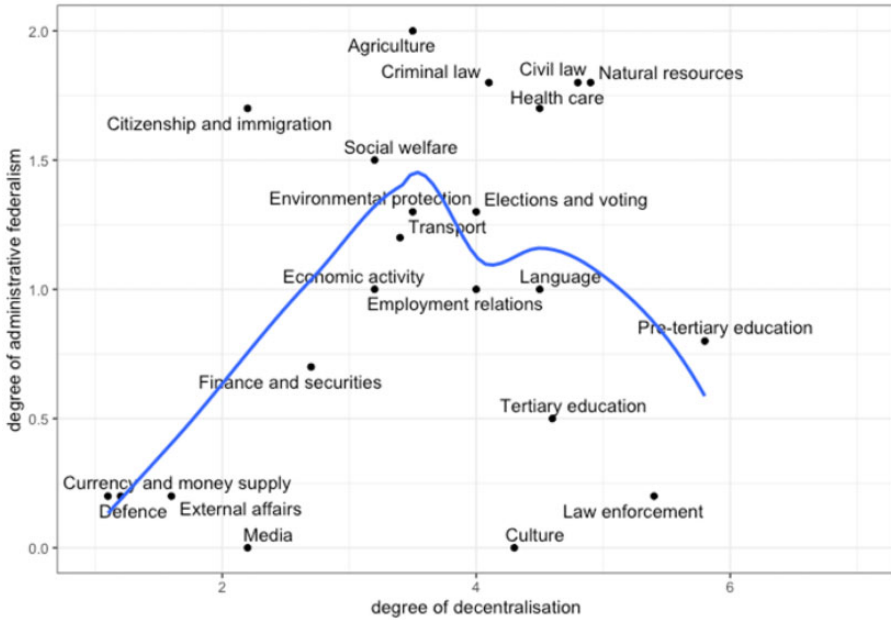 2.0
Agriculture
Criminal law
Civil law
Natural resources
Health care
Citizenship and immigration
Social welfare
1.5
Environmental protection
Elections and voting
Transport
Economic activity
Language
1.0
Employment relations
Pre-tertiary education
Finance and securities
Tertiary education
0.5
Currency and money supply
Defence
External affairs
Law enforcement
Media
Culture
0.0
2
4
6
degree of decentralisation
degree of administrative federalism